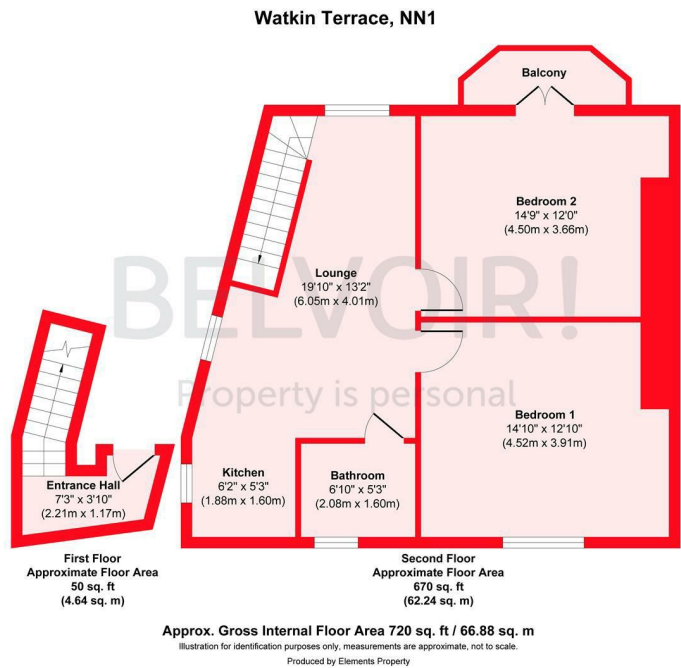 Watkin Terrace, NN1
Balcony
Bedroom 2
14'9" x 12'0"
(4.50m x 3.66m)
Lounge
19'10" x 13'2"
(6.05m x 4.01m)
BELVOIR!
Property is personal
Bedroom 1
14'10" x 12'10"
(4.52m x 3.91m)
Kitchen
6'2" x 5'3"
(1.88m x 1.60m)
Bathroom
6'10" x 5'3"
(2.08m x 1.60m)
Entrance Hall
7'3" x 3'10"
(2.21m x 1.17m)
First Floor
Approximate Floor Area
50 sq. ft
(4.64 sq. m)
Second Floor
Approximate Floor Area
670 sq. ft
(62.24 sq. m)
Approx. Gross Internal Floor Area 720 sq. ft / 66.88 sq. m
Illustration for identification purposes only, measurements are approximate, not to scale.
Produced by Elements Property